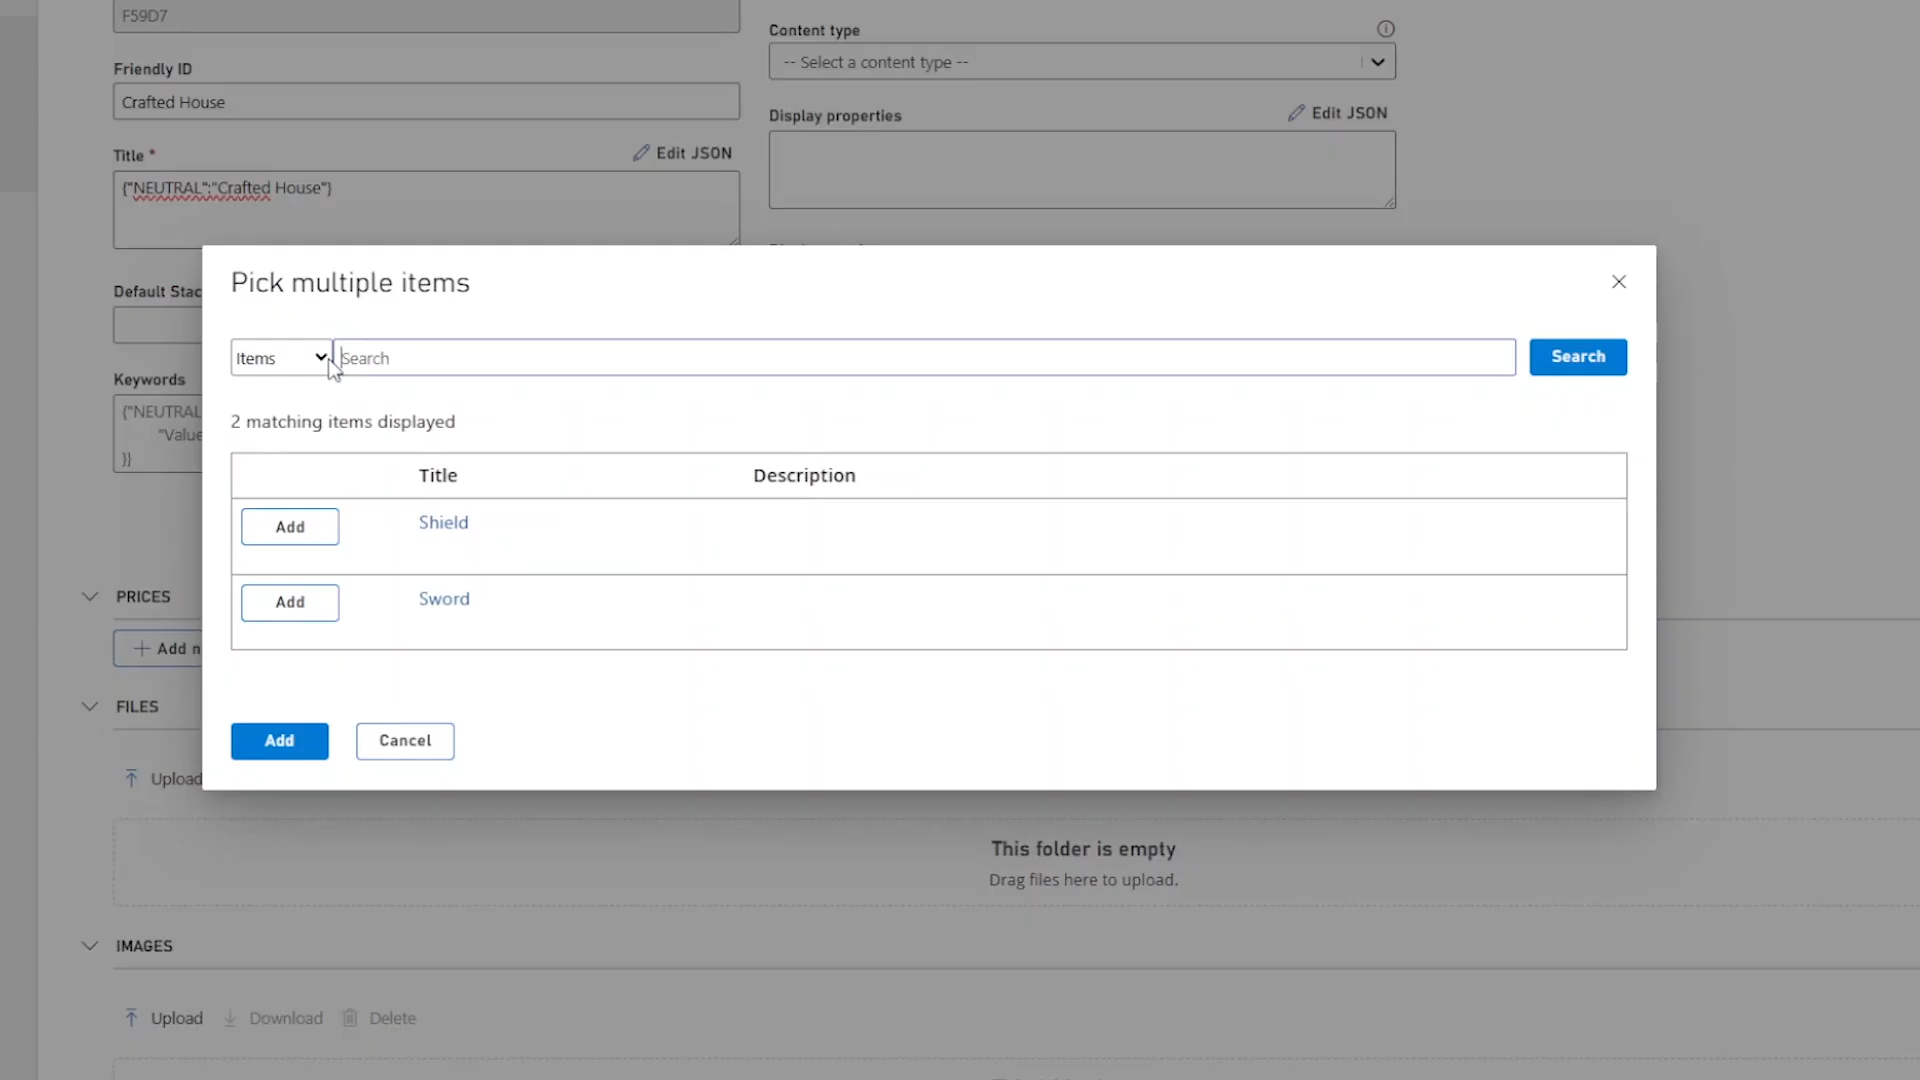 F59D7
Friendly ID
Crafted House
Title *
Edit JSON
{"NEUTRAL":"Crafted House"}
Default Stac
Keywords
{"NEUTRAL
"Value
}}
Content type
-- Select a content type --
Display properties
Edit JSON
Pick multiple items
Items
Search
Search
2 matching items displayed
Title Description
Add Shield
Add Sword
Add Cancel
PRICES
Add n
FILES
Upload
This folder is empty
Drag files here to upload.
IMAGES
Upload Download Delete